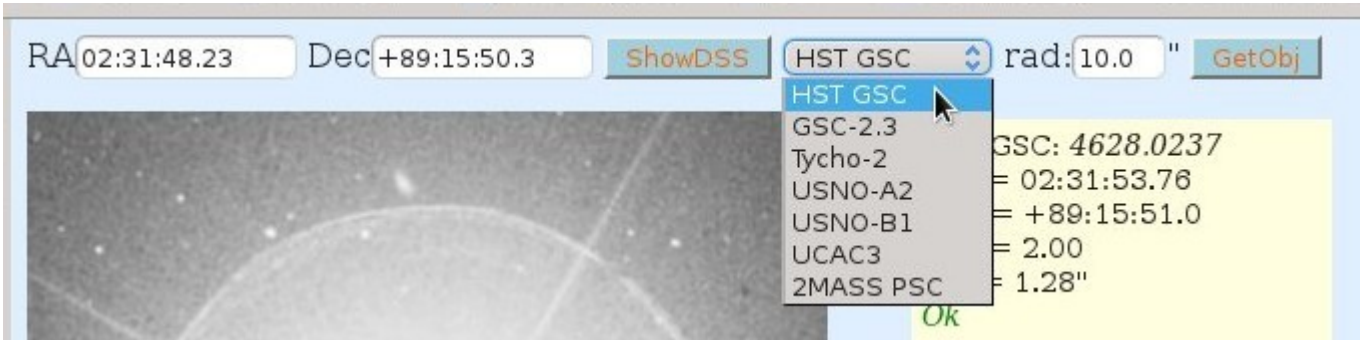 RA 02:31:48.23 Dec +89:15:50.3 ShowDSS HST GSC rad: 10.0 " GetObj
HST GSC
GSC-2.3
Tycho-2
USNO-A2
USNO-B1
UCAC3
2MASS PSC
GSC: 4628.0237
= 02:31:53.76
= +89:15:51.0
= 2.00
= 1.28"
Ok